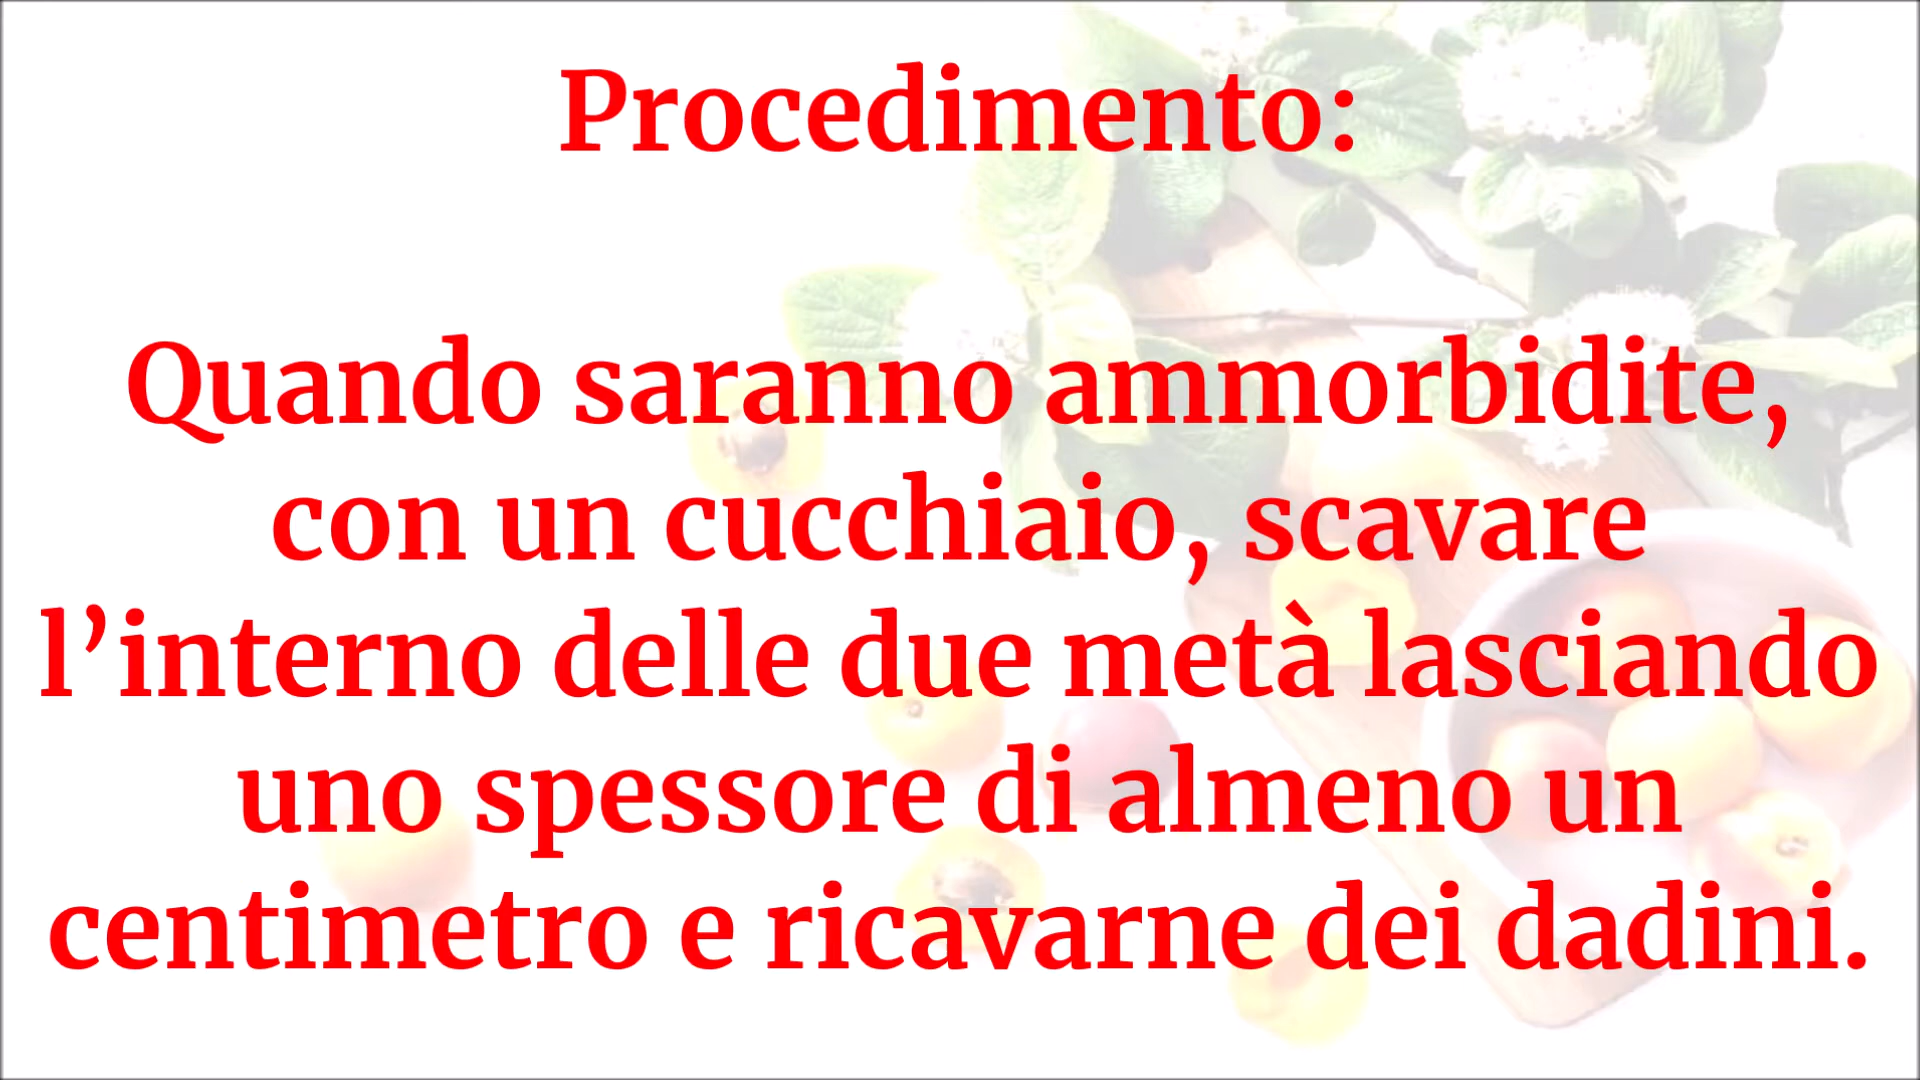 Procedimento:
Quando saranno ammorbidite,
con un cucchiaio, scavare
l’interno delle due metà lasciando
uno spessore di almeno un
centimetro e ricavarne dei dadini.